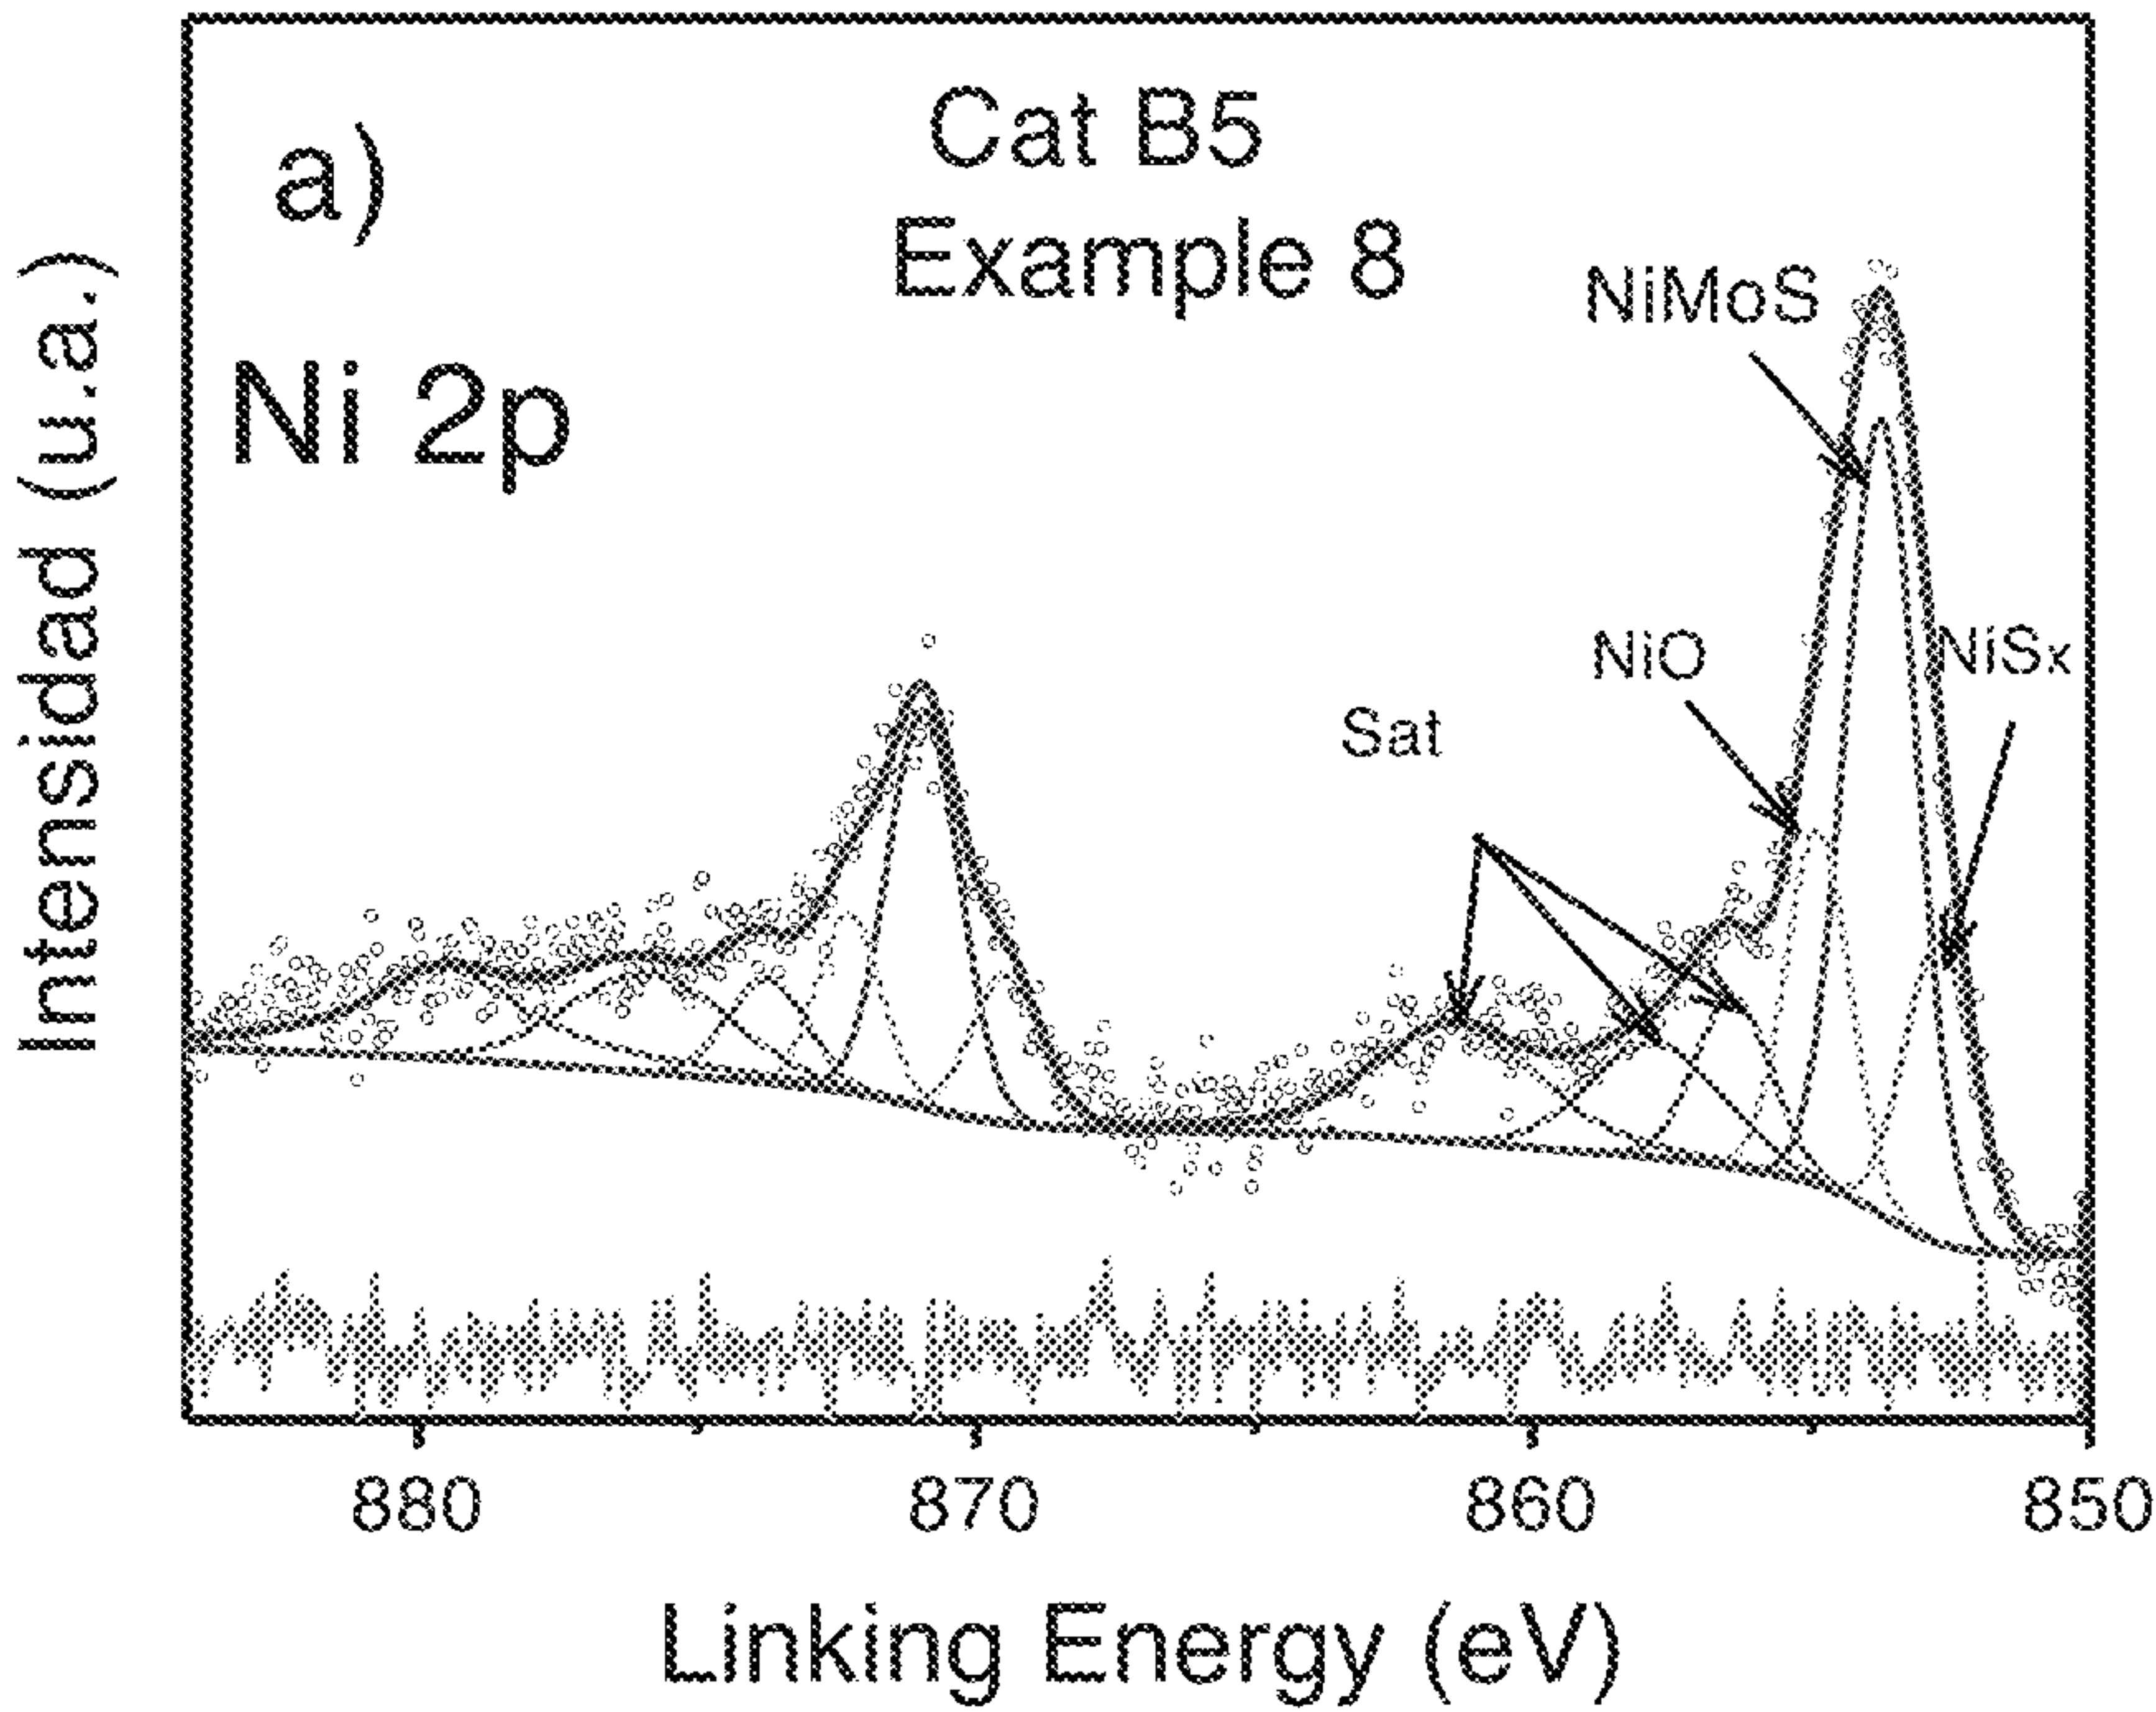 a)
Cat B5
Example 8
Ni 2p
NiMoS
NiO
NiSx
Sat
Intensidad (u.a.)
880 870 860 850
Linking Energy (eV)